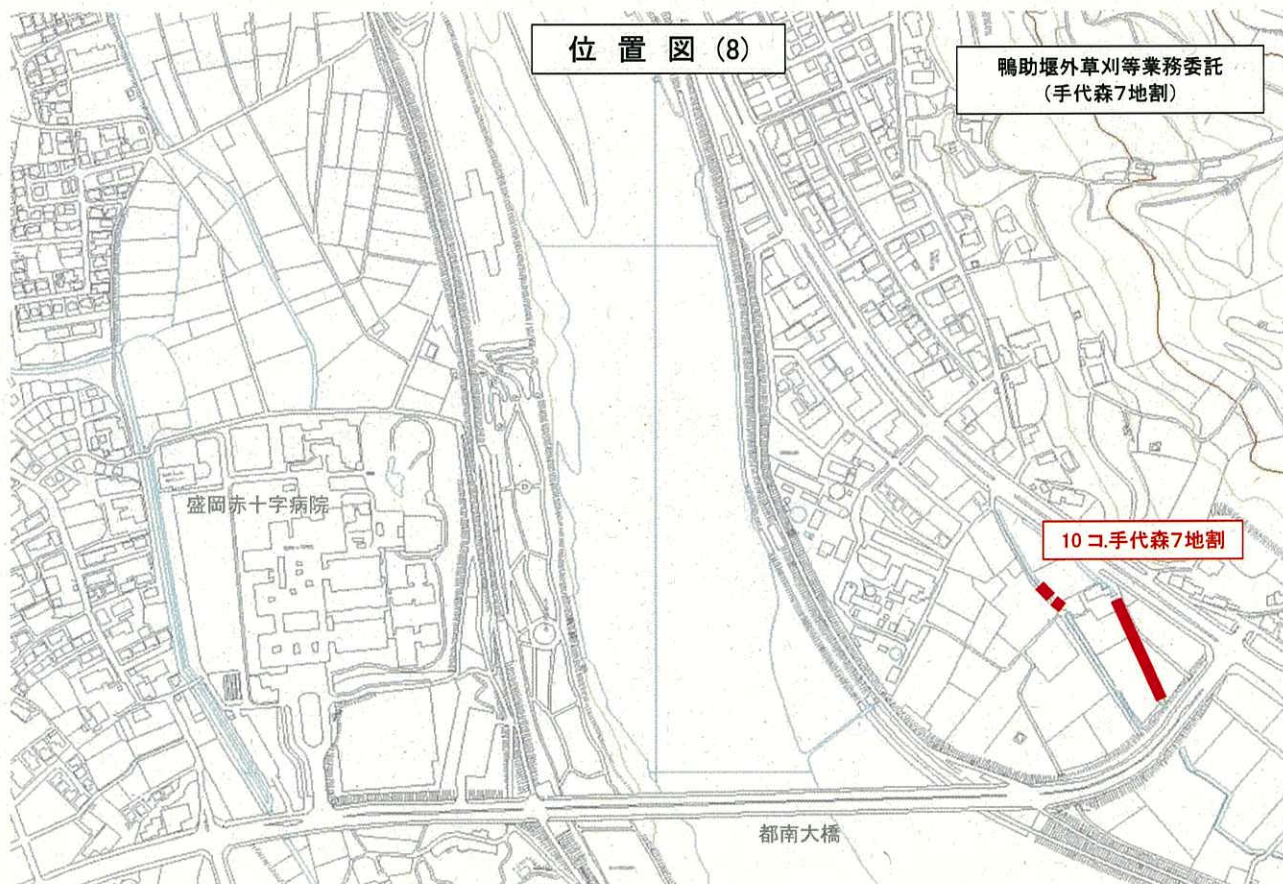 位置図(8)
鴨助堰外草刈等業務委託
(手代森7地割)
盛岡赤十字病院
10 コ.手代森7地割
都南大橋